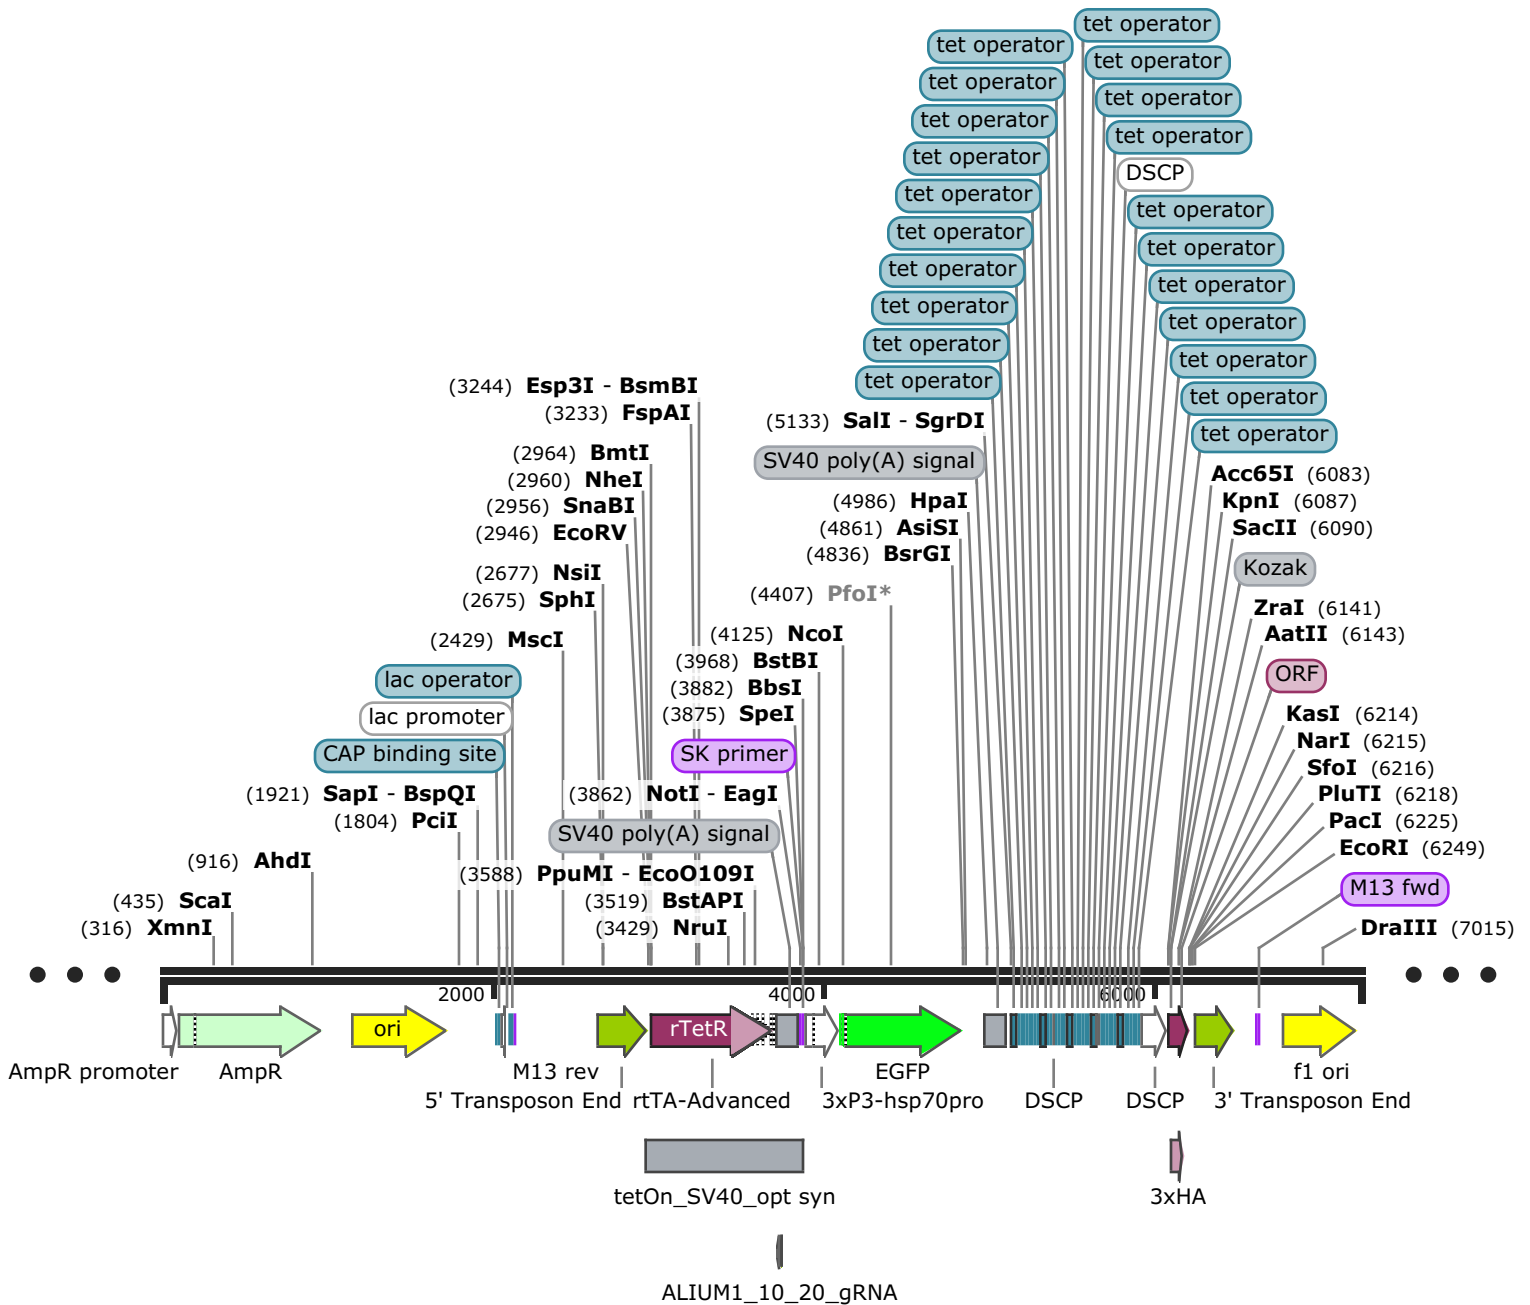 tet operator
tet operator
tet operator
tet operator
tet operator
tet operator
tet operator
tet operator
tet operator
tet operator
DSCP
tet operator
tet operator
tet operator
tet operator
tet operator
tet operator
tet operator
tet operator
tet operator
tet operator
(3244) Esp3I - BsmBI
tet operator
tet operator
(3233) FspAI
(5133) SalI - SgrDI
(2964) BmtI
SV40 poly(A) signal
Acc65I (6083)
(2960) NheI
(4986) HpaI
KpnI (6087)
(2956) SnaBI
(4861) AsiSI
SacII (6090)
(2946) EcoRV
(4836) BsrGI
Kozak
(2677) NsiI
(4407) PfoI*
(2675) SphI
ZraI (6141)
(2429) MscI
(4125) NcoI
AatII (6143)
(3968) BstBI
lac operator
(3882) BbsI
ORF
lac promoter
(3875) SpeI
KasI (6214)
CAP binding site
SK primer
NarI (6215)
SfoI (6216)
(1921) SapI - BspQI
(3862) NotI - EagI
PluTI (6218)
(1804) PciI
SV40 poly(A) signal
PacI (6225)
(916) AhdI
(3588) PpuMI - EcoO109I
EcoRI (6249)
(435) ScaI
(3519) BstAPI
M13 fwd
(316) XmnI
(3429) NruI
DraIII (7015)
2000
4000
6000
ori
rTetR
AmpR promoter
AmpR
M13 rev
EGFP
f1 ori
5' Transposon End
rtTA-Advanced
3xP3-hsp70pro
DSCP
DSCP
3' Transposon End
tetOn_SV40_opt syn
3xHA
ALIUM1_10_20_gRNA